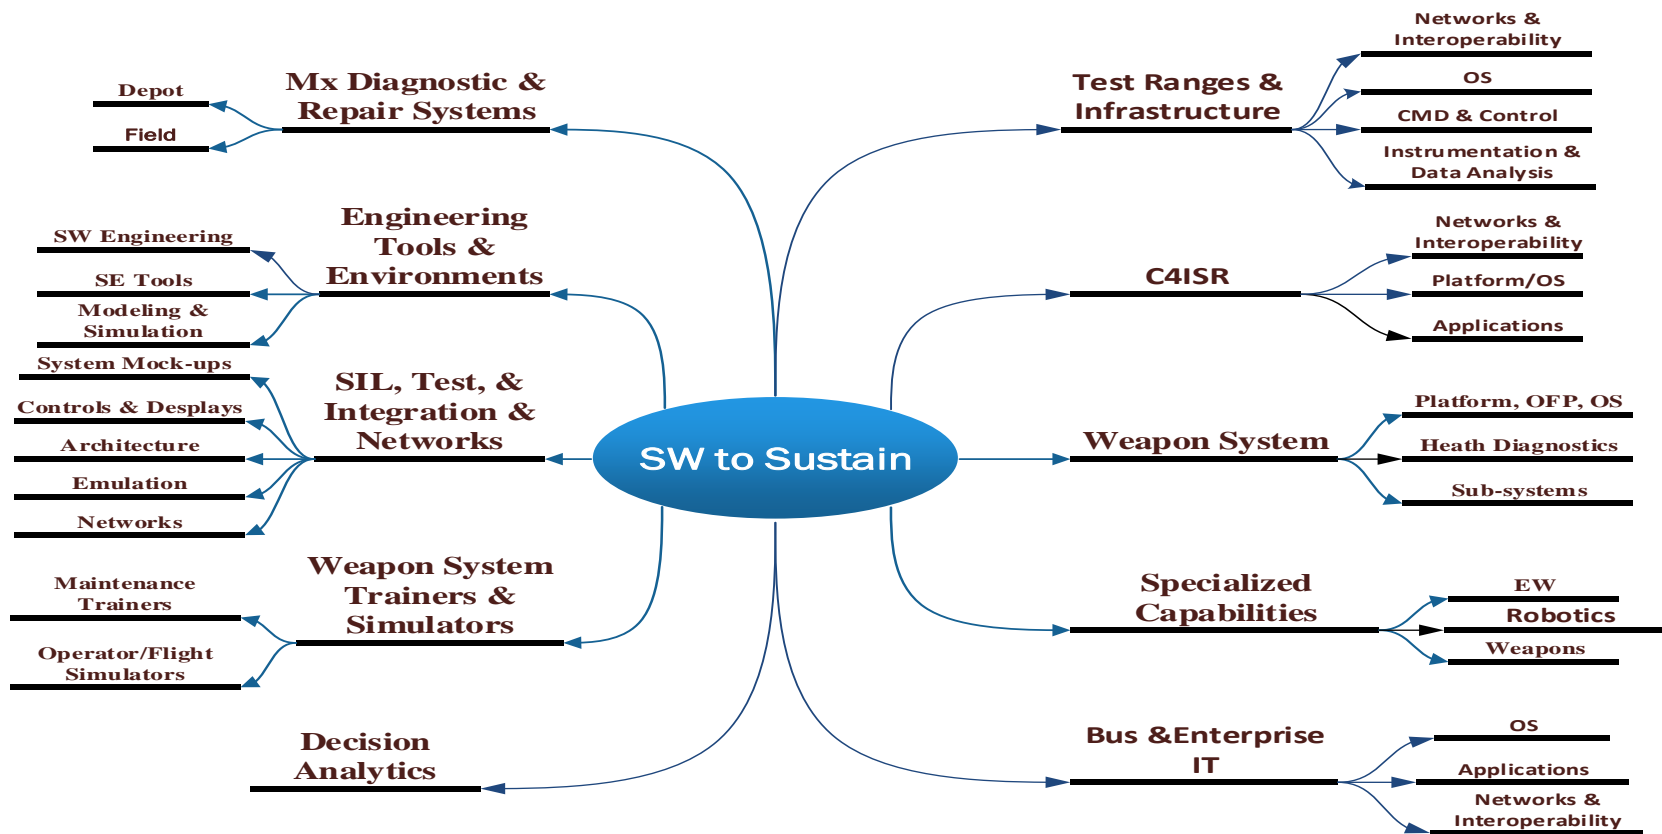 Mx Diagnostic &
Repair Systems
Depot
Field
Engineering
Tools &
Environments
SW Engineering
SE Tools
Modeling &
Simulation
SIL, Test, &
Integration &
Networks
System Mock-ups
Controls & Desplays
Architecture
Emulation
Networks
Weapon System
Trainers &
Simulators
Maintenance
Trainers
Operator/Flight
Simulators
Decision
Analytics
SW to Sustain
Test Ranges &
Infrastructure
Networks &
Interoperability
OS
CMD & Control
Instrumentation &
Data Analysis
C4ISR
Networks &
Interoperability
Platform/OS
Applications
Weapon System
Platform, OFP, OS
Heath Diagnostics
Sub-systems
Specialized
Capabilities
EW
Robotics
Weapons
Bus &Enterprise
IT
OS
Applications
Networks &
Interoperability